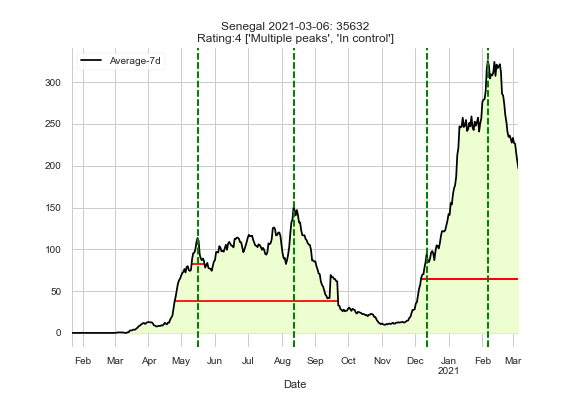 Senegal 2021-03-06: 35632
Rating:4 ['Multiple peaks', 'In control']
Average-7d
300
250
200
150
100
50
0
Feb Mar Apr May Jun Jul Aug Sep Oct Nov Dec Jan Feb Mar
2021
Date